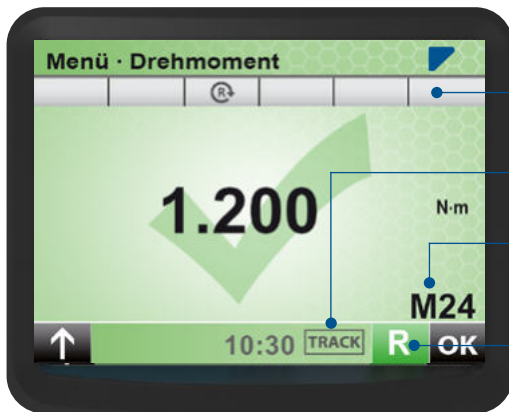 Menü · Drehmoment
R
1.200 N·m
M24
10:30 TRACK R OK